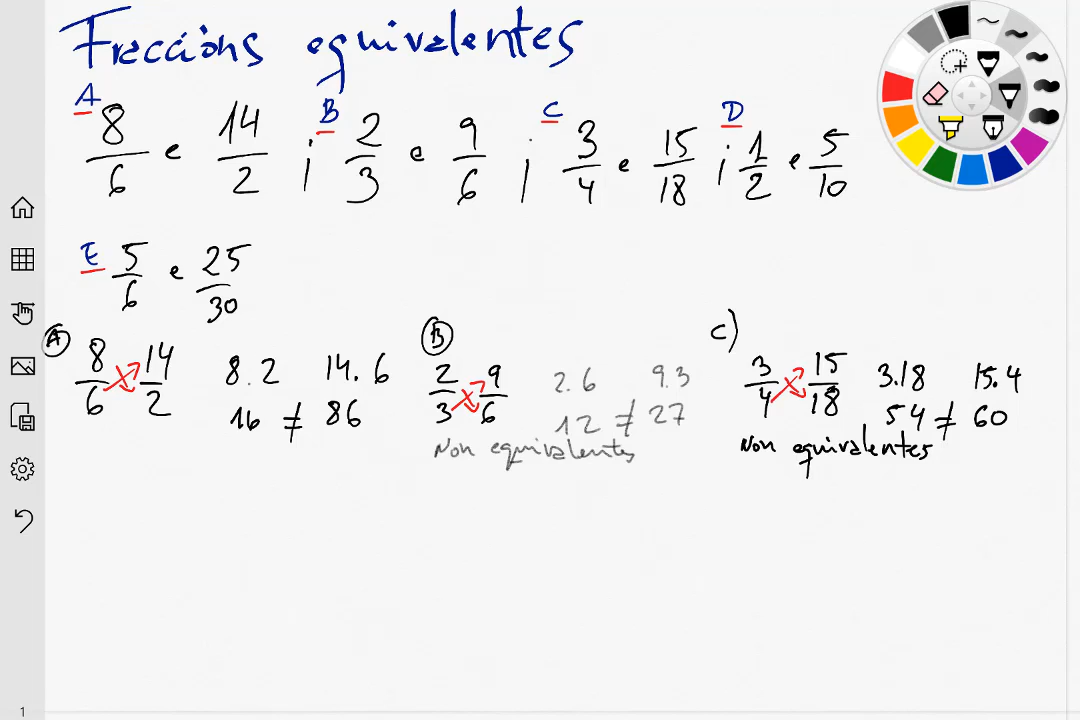 Fraccións equivalentes
A 8/6 e 14/2 ; B 2/3 e 9/6 ; C 3/4 e 15/18 ; D 1/2 e 5/10
E 5/6 e 25/30
A 8/6 14/2 8.2 14.6
16 ≠ 86
B 2/3 9/6 2.6 9.3
12 ≠ 27
Non equivalentes
C) 3/4 15/18 3.18 15.4
54 ≠ 60
Non equivalentes
1